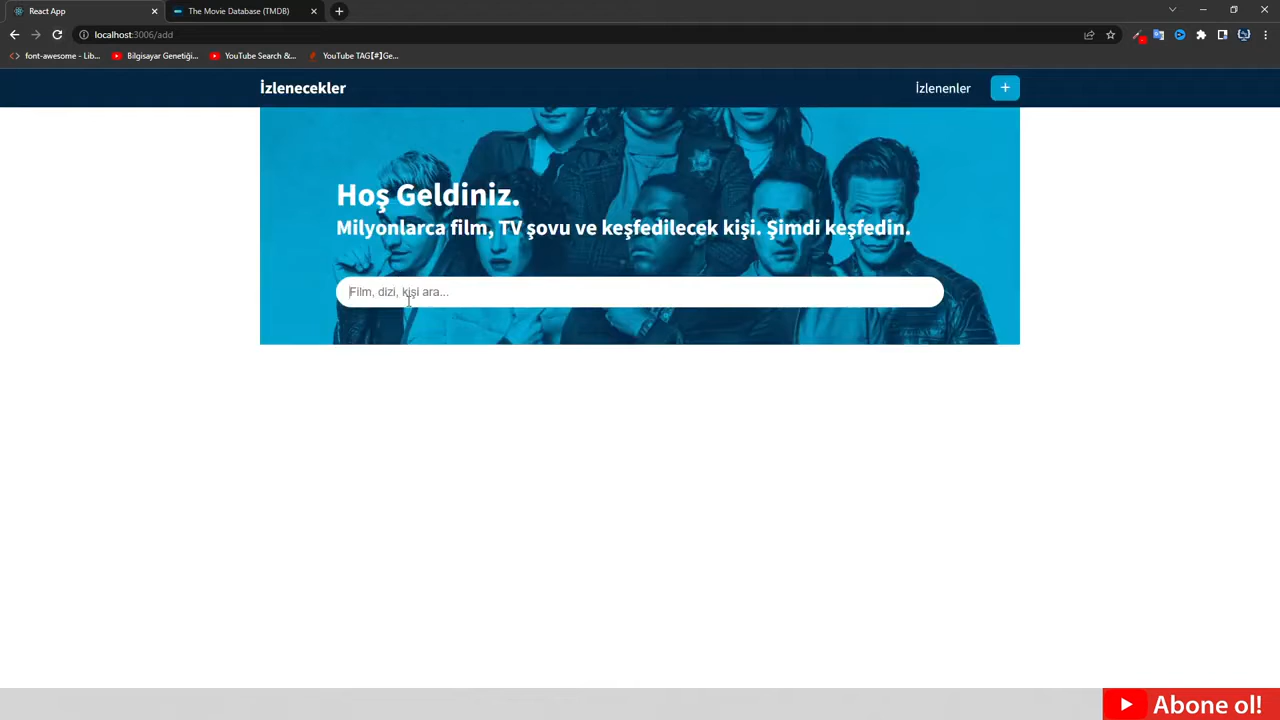 React App
The Movie Database (TMDB)
localhost:3006/add
font-awesome - Lib...
Bilgisayar Genetiği...
YouTube Search &...
YouTube TAG【#】Ge...
İzlenecekler
İzlenenler
+
Hoş Geldiniz.
Milyonlarca film, TV şovu ve keşfedilecek kişi. Şimdi keşfedin.
Film, dizi, kişi ara...
Abone ol!